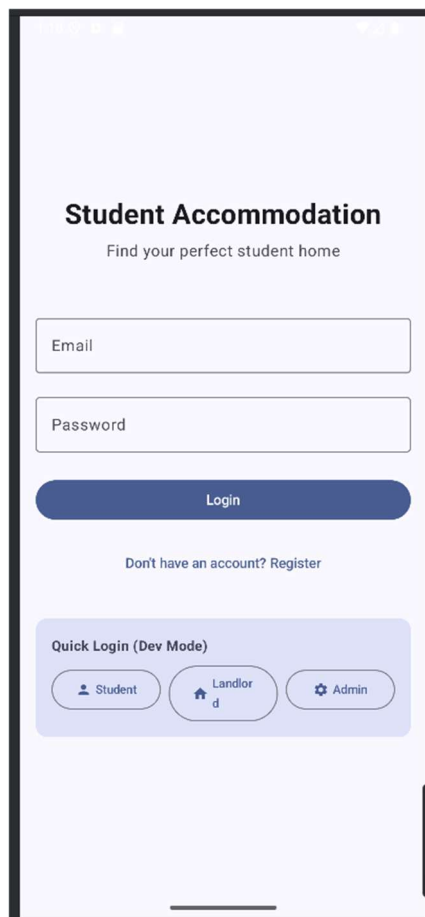 Student Accommodation
Find your perfect student home
Email
Password
Login
Don't have an account? Register
Quick Login (Dev Mode)
Student
Landlor
d
Admin